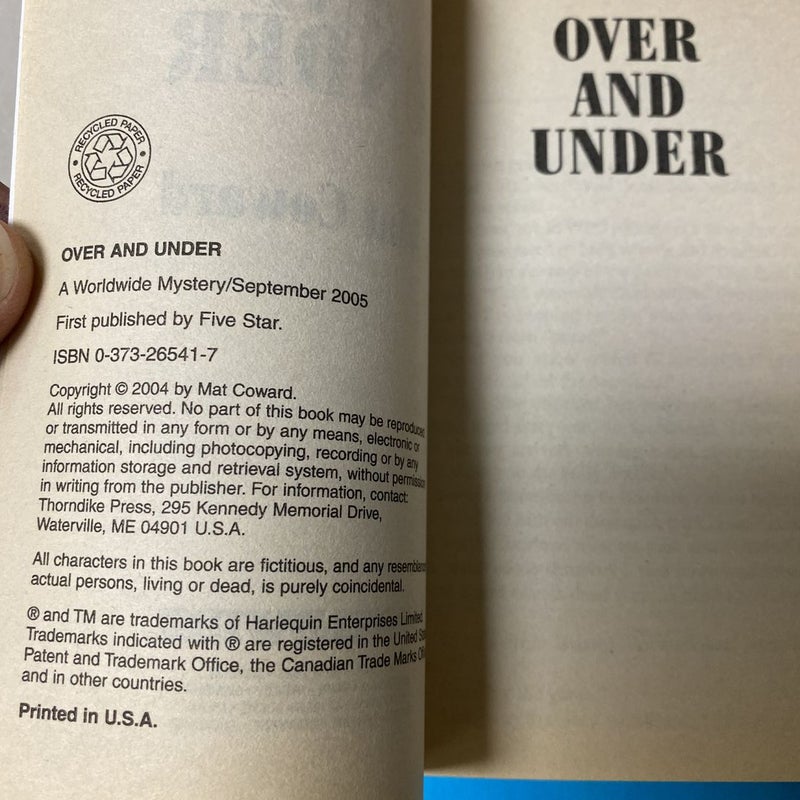 RECYCLED PAPER
RECYCLED PAPER
OVER AND UNDER
A Worldwide Mystery/September 2005
First published by Five Star.
ISBN 0-373-26541-7
Copyright © 2004 by Mat Coward.
All rights reserved. No part of this book may be reproduced
or transmitted in any form or by any means, electronic or
mechanical, including photocopying, recording or by any
information storage and retrieval system, without permission
in writing from the publisher. For information, contact:
Thorndike Press, 295 Kennedy Memorial Drive,
Waterville, ME 04901 U.S.A.
All characters in this book are fictitious, and any
actual persons, living or dead, is purely coincidental.
® and TM are trademarks of Harlequin Enterprises Limited.
Trademarks indicated with ® are registered in the United
Patent and Trademark Office, the Canadian Trade Marks
and in other countries.
Printed in U.S.A.
OVER
AND
UNDER